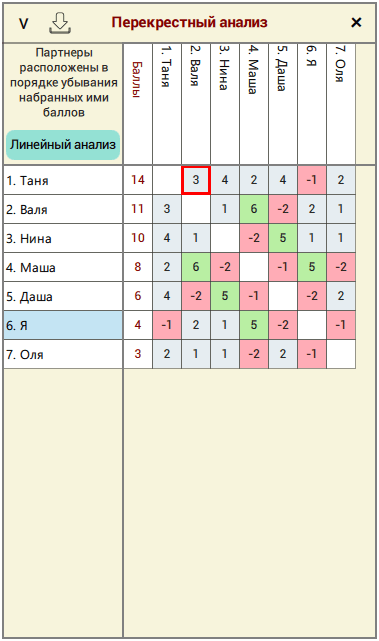 v Перекрестный анализ ×
Партнеры
расположены в
порядке убывания
набранных ими
баллов
Линейный анализ
Баллы
1. Таня
2. Валя
3. Нина
4. Маша
5. Даша
6. Я
7. Оля
1. Таня 14 3 4 2 4 -1 2
2. Валя 11 3 1 6 -2 2 1
3. Нина 10 4 1 -2 5 1 1
4. Маша 8 2 6 -2 -1 5 -2
5. Даша 6 4 -2 5 -1 -2 2
6. Я 4 -1 2 1 5 -2 -1
7. Оля 3 2 1 1 -2 2 -1